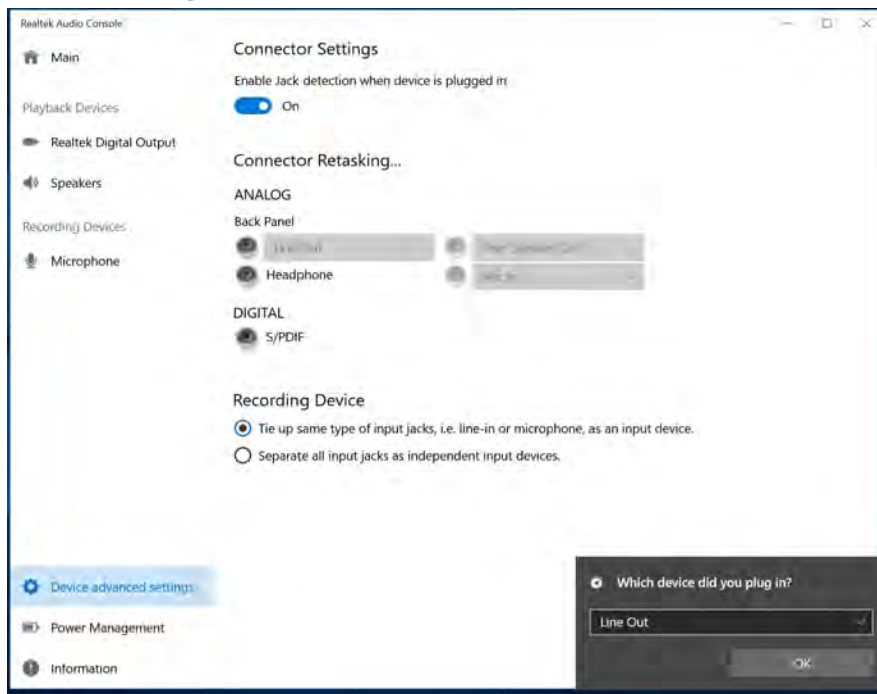 Realtek Audio Console
Main
Playback Devices
Realtek Digital Output
Speakers
Recording Devices
Microphone
Device advanced settings
Power Management
Information
Connector Settings
Enable Jack detection when device is plugged in
On
Connector Retasking...
ANALOG
Back Panel
Headphone
DIGITAL
S/PDIF
Recording Device
Tie up same type of input jacks, i.e. line-in or microphone, as an input device.
Separate all input jacks as independent input devices.
Which device did you plug in?
Line Out
OK